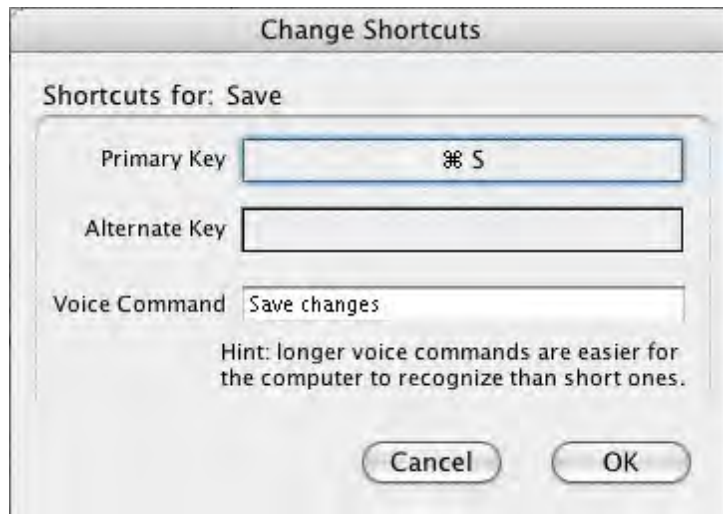 Change Shortcuts
Shortcuts for: Save
Primary Key ⌘ S
Alternate Key
Voice Command Save changes
Hint: longer voice commands are easier for
the computer to recognize than short ones.
Cancel OK